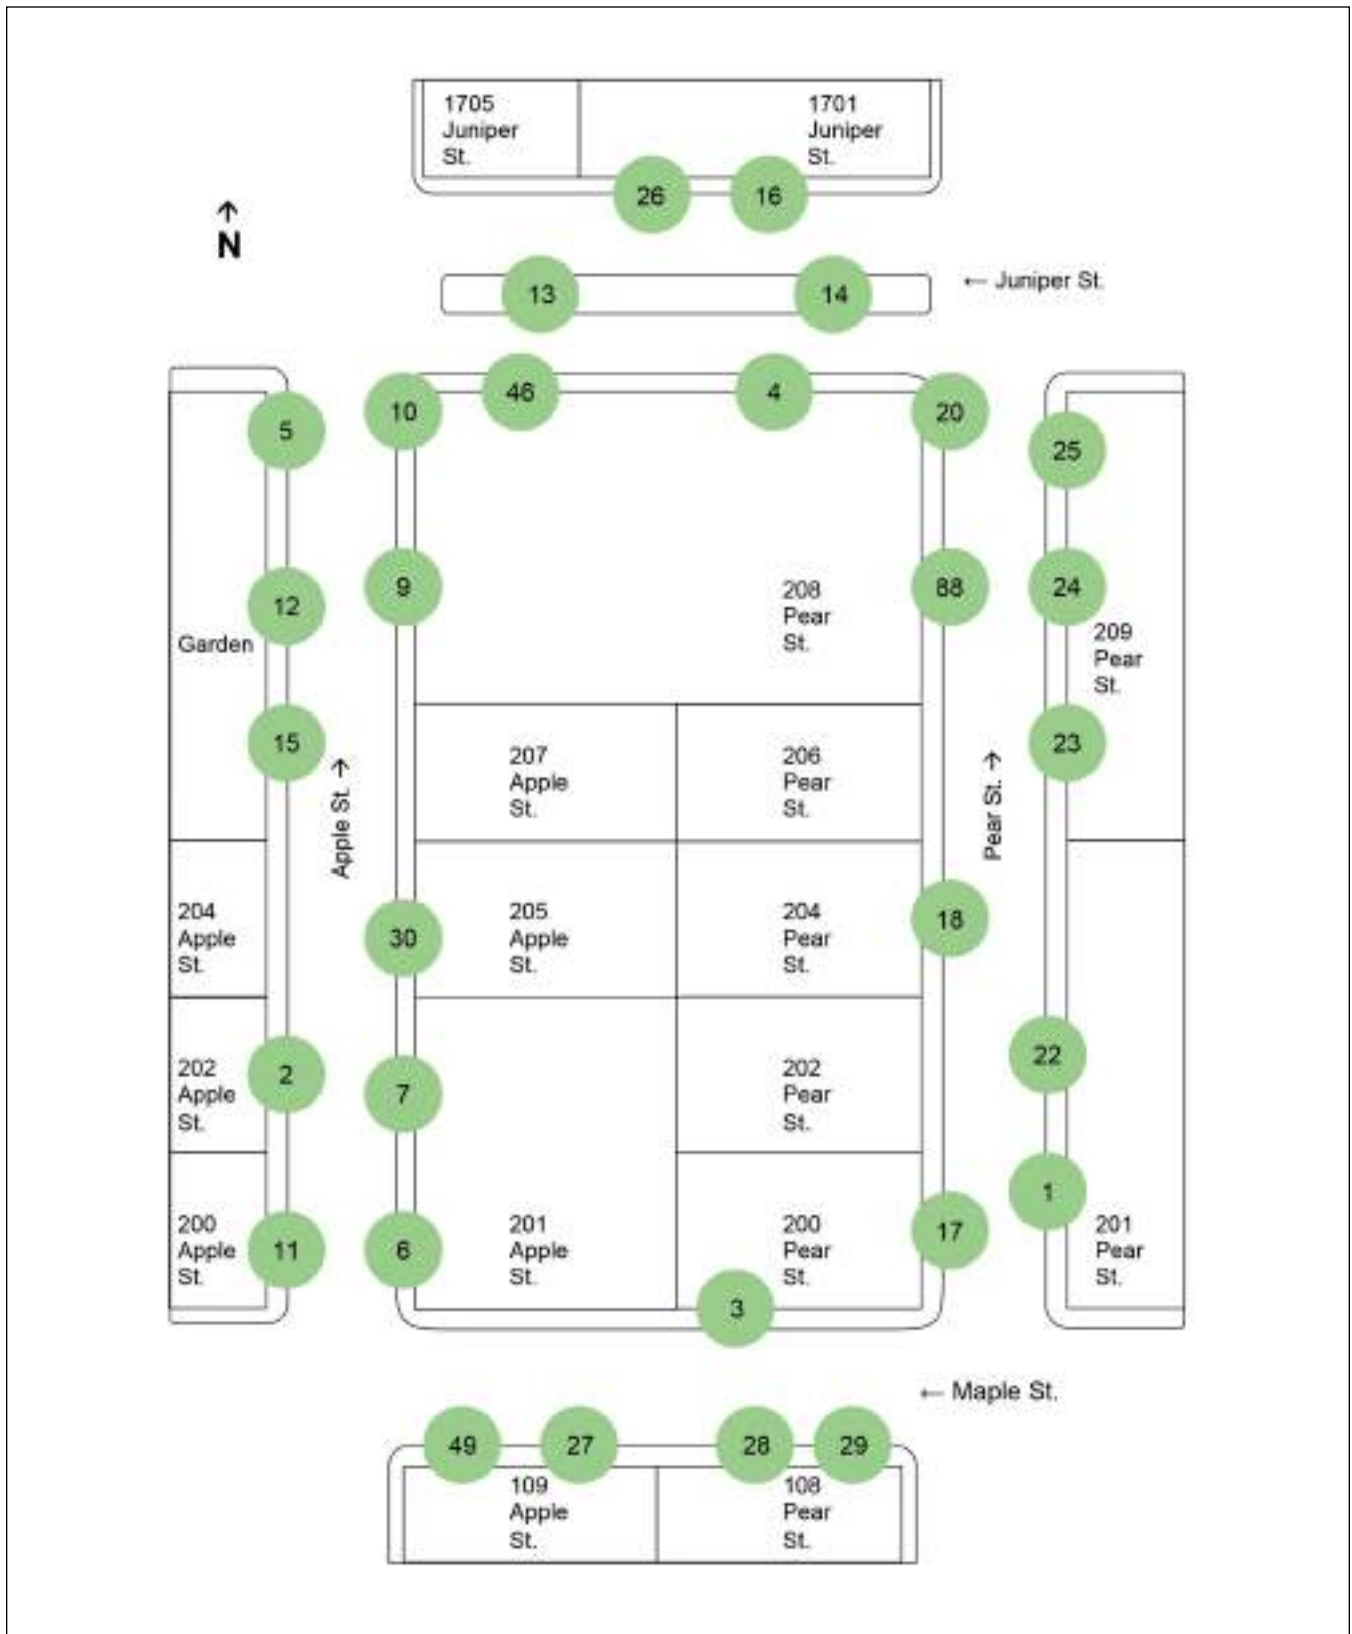 1705
Juniper
St.
1701
Juniper
St.
26
16
↑
N
13
14
← Juniper St.
10
46
4
20
5
25
12
9
88
24
208
Pear
St.
Garden
209
Pear
St.
15
23
207
Apple
St.
206
Pear
St.
Apple St. →
Pear St. →
204
Apple
St.
30
205
Apple
St.
204
Pear
St.
18
202
Apple
St.
2
7
202
Pear
St.
22
1
200
Apple
St.
11
6
201
Apple
St.
200
Pear
St.
17
201
Pear
St.
3
← Maple St.
49
27
28
29
109
Apple
St.
108
Pear
St.